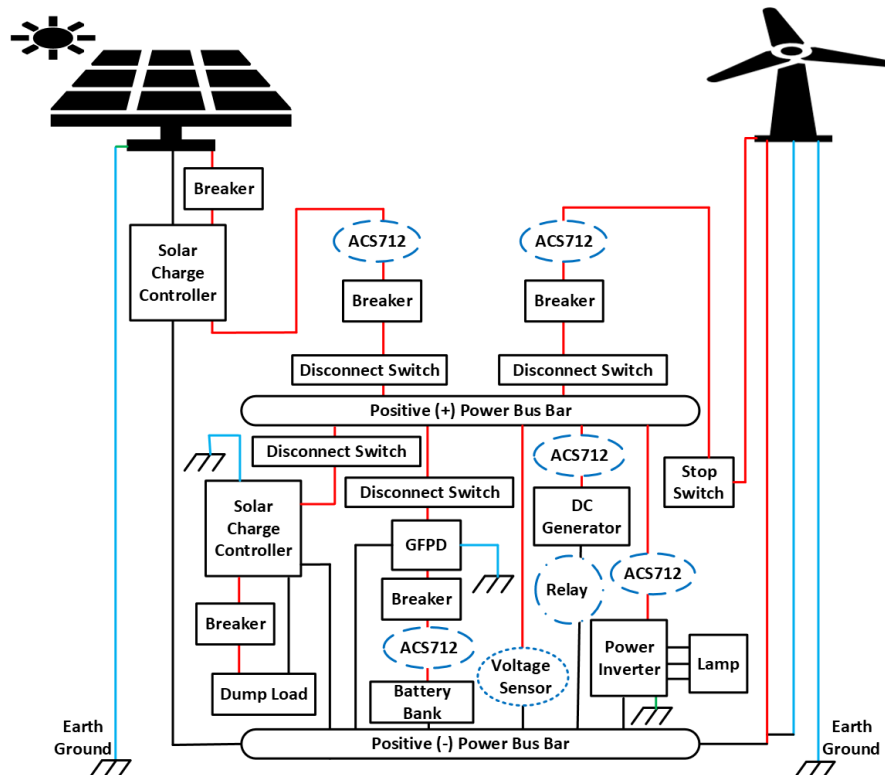 Breaker
Solar
Charge
Controller
ACS712
ACS712
Breaker
Breaker
Disconnect Switch
Disconnect Switch
Positive (+) Power Bus Bar
Disconnect Switch
ACS712
Stop
Switch
Disconnect Switch
Solar
Charge
Controller
DC
Generator
GFPD
ACS712
Relay
Breaker
Breaker
ACS712
Power
Inverter
Lamp
Voltage
Sensor
Dump Load
Battery
Bank
Earth
Ground
Positive (-) Power Bus Bar
Earth
Ground